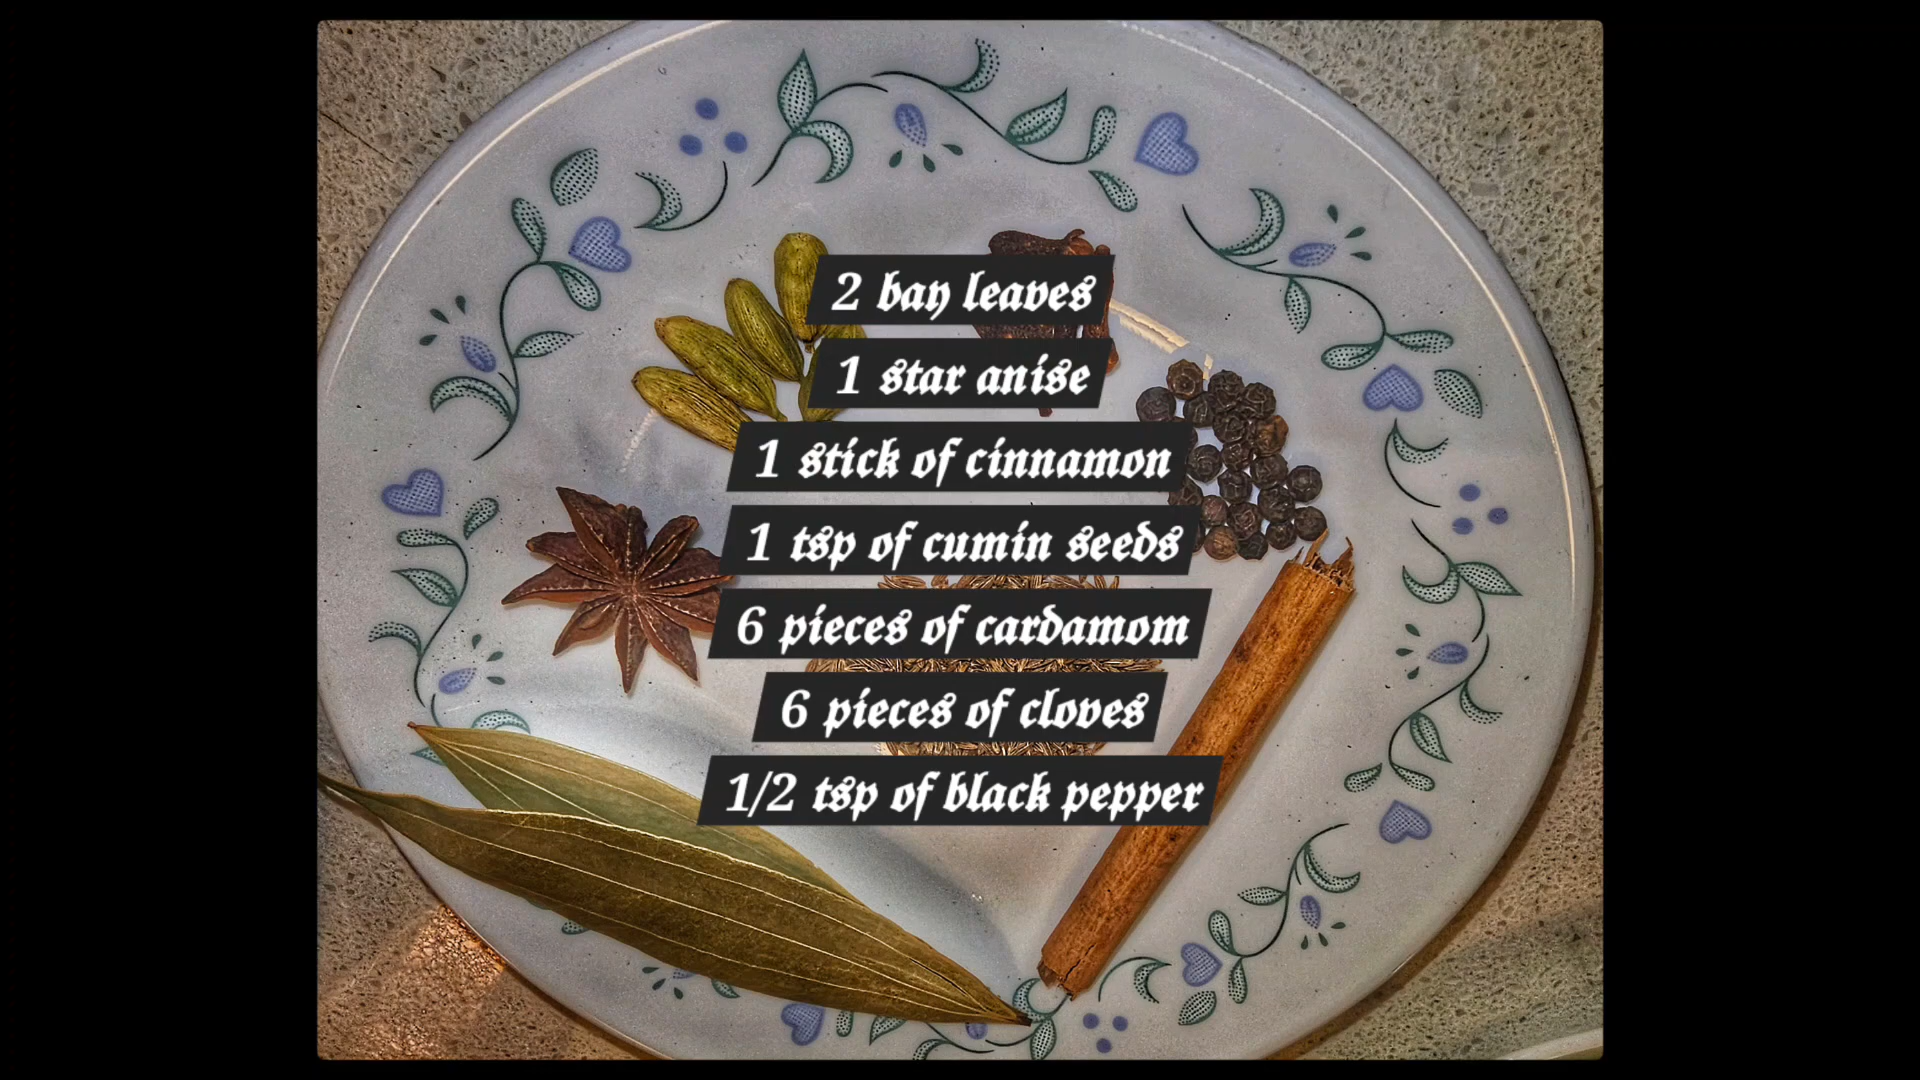 2 bay leaves
1 star anise
1 stick of cinnamon
1 tsp of cumin seeds
6 pieces of cardamom
6 pieces of cloves
1/2 tsp of black pepper